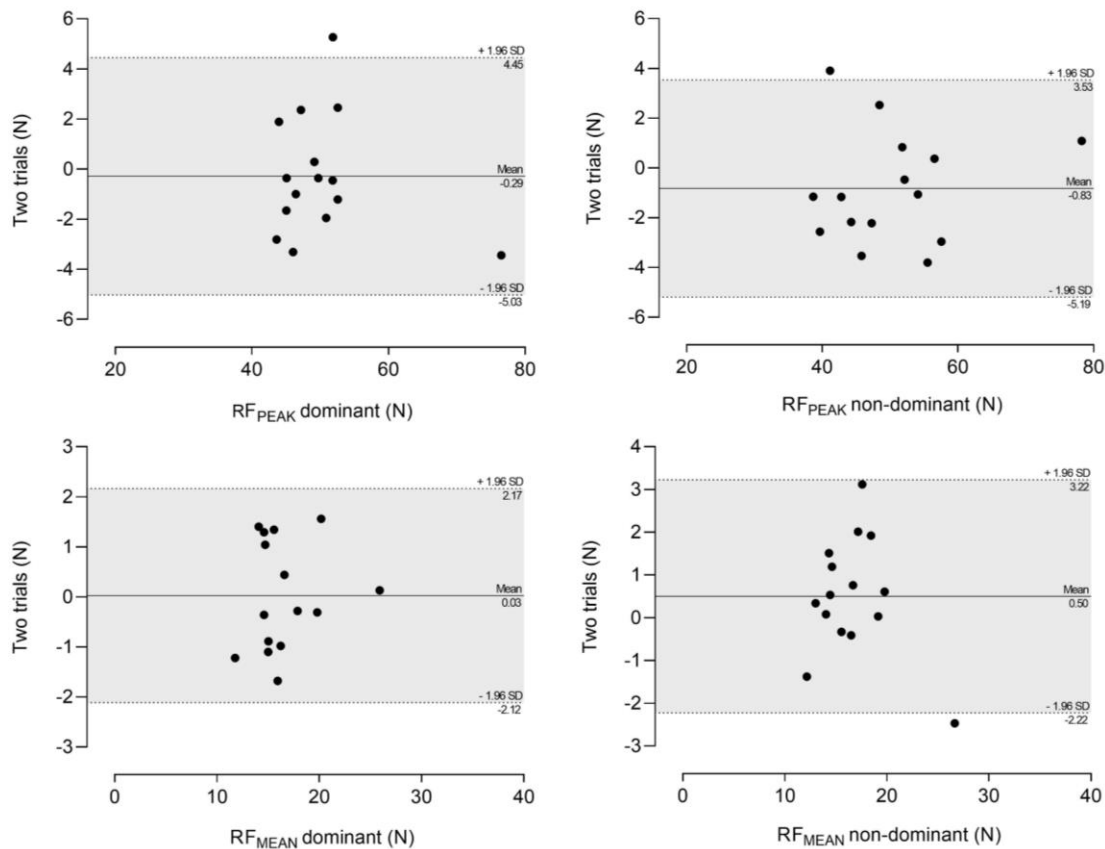 6
4
2
0
-2
-4
-6
Two trials (N)
+ 1.96 SD
4.45
Mean
-0.29
- 1.96 SD
-5.03
20
40
60
80
RF_PEAK dominant (N)
6
4
2
0
-2
-4
-6
Two trials (N)
+ 1.96 SD
3.53
Mean
-0.83
- 1.96 SD
-5.19
20
40
60
80
RF_PEAK non-dominant (N)
3
2
1
0
-1
-2
-3
Two trials (N)
+ 1.96 SD
2.17
Mean
0.03
- 1.96 SD
-2.12
0
10
20
30
40
RF_MEAN dominant (N)
4
3
2
1
0
-1
-2
-3
Two trials (N)
+ 1.96 SD
3.22
Mean
0.50
- 1.96 SD
-2.22
0
10
20
30
40
RF_MEAN non-dominant (N)